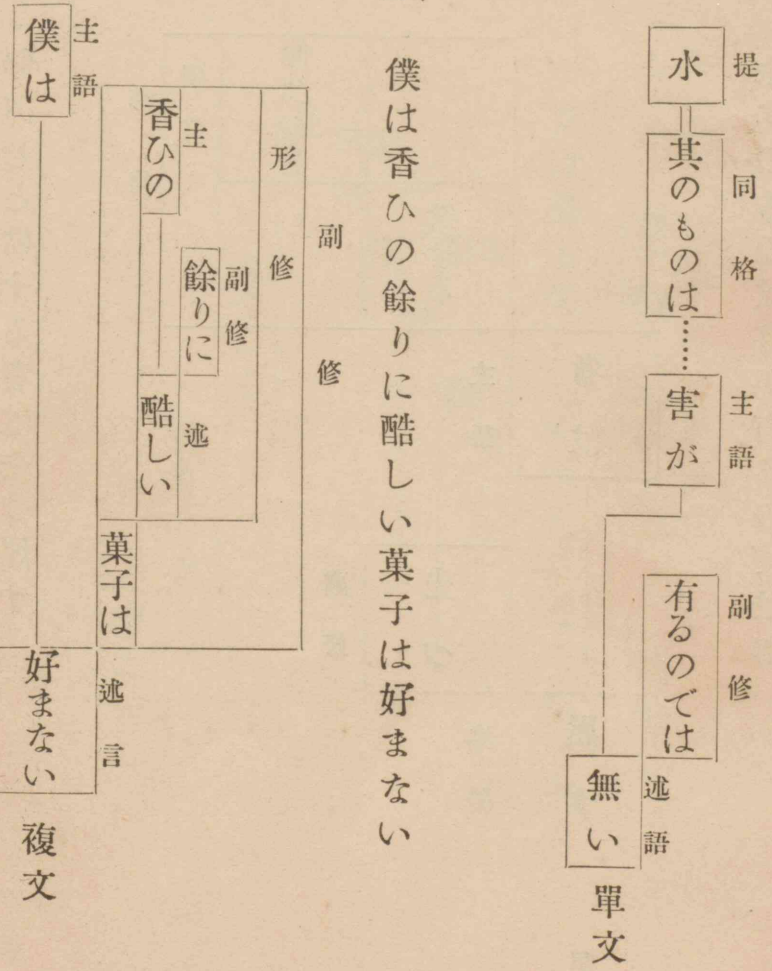 提 同格 主語 副修 述語
水 其のものは……害が 有るのでは 無い 單文
僕は香ひの餘りに酷しい菓子は好まない
副修
形修
副修 述
餘りに
主
香ひの 酷しい
菓子は
主語 述言
僕は 好まない 複文